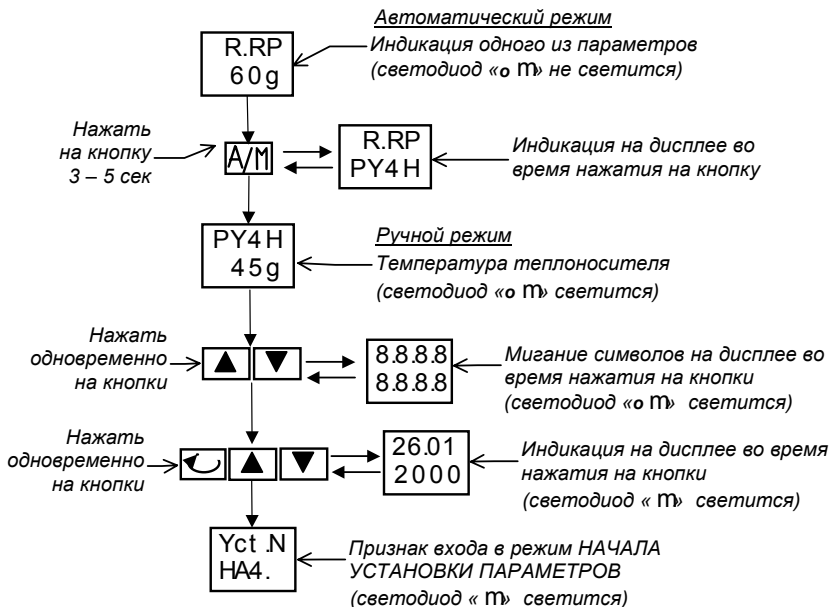 Автоматический режим
R.RP
60g
Индикация одного из параметров
(светодиод «o m» не светится)
Нажать
на кнопку
3 – 5 сек
A/M
R.RP
PY4H
Индикация на дисплее во
время нажатия на кнопку
PY4H
45g
Ручной режим
Температура теплоносителя
(светодиод «o m» светится)
Нажать
одновременно
на кнопки
8.8.8.8
8.8.8.8
Мигание символов на дисплее во
время нажатия на кнопки
(светодиод «o m» светится)
Нажать
одновременно
на кнопки
26.01
2000
Индикация на дисплее во время
нажатия на кнопки
(светодиод « m» светится)
Yct .N
HA4.
Признак входа в режим НАЧАЛА
УСТАНОВКИ ПАРАМЕТРОВ
(светодиод « m» светится)